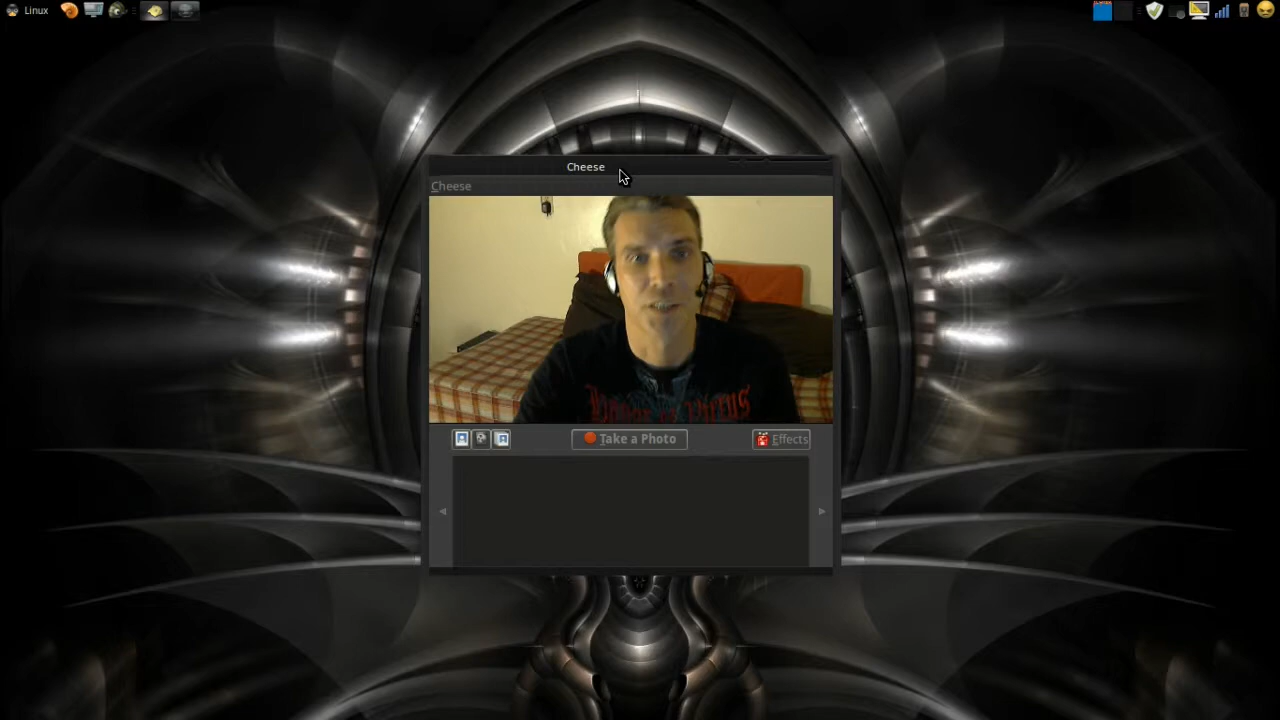 Linux
Cheese
Cheese
Take a Photo
Effects